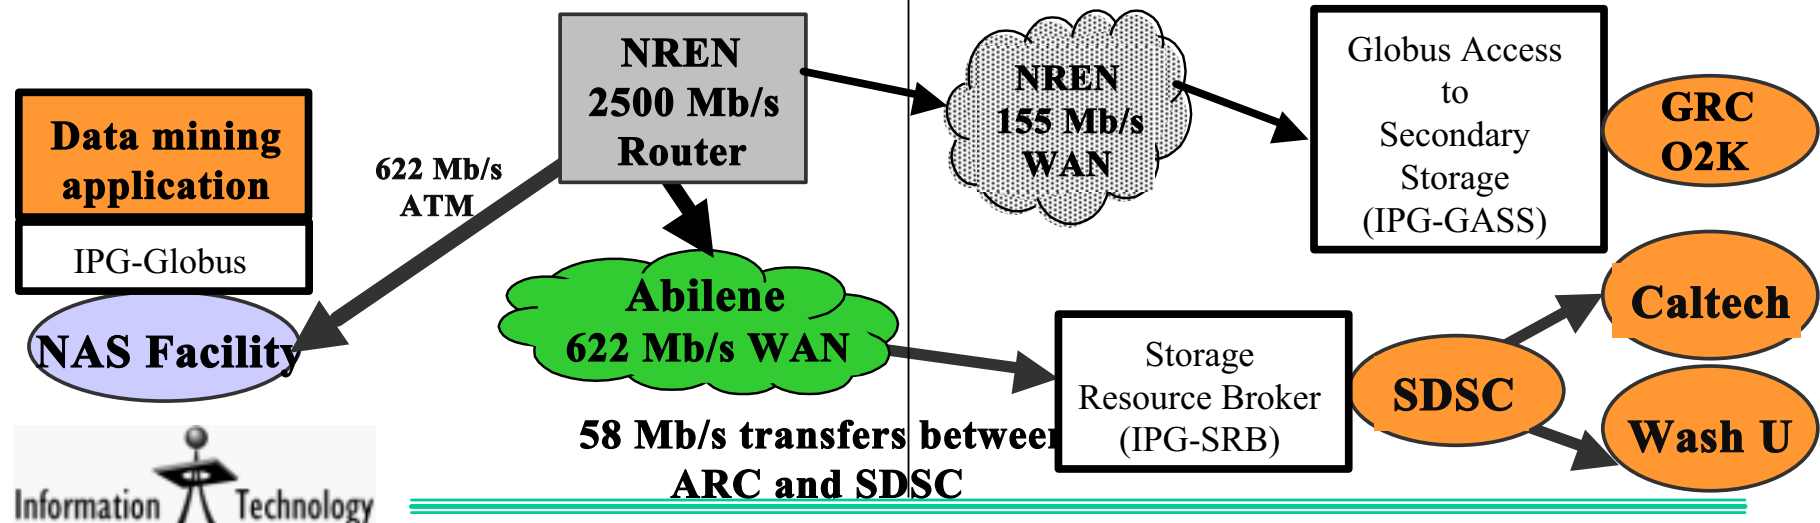 Data mining
application
IPG-Globus
NAS Facility
622 Mb/s
ATM
NREN
2500 Mb/s
Router
NREN
155 Mb/s
WAN
Globus Access
to
Secondary
Storage
(IPG-GASS)
GRC
O2K
Abilene
622 Mb/s WAN
Storage
Resource Broker
(IPG-SRB)
SDSC
Caltech
Wash U
58 Mb/s transfers between
ARC and SDSC
Information Technology